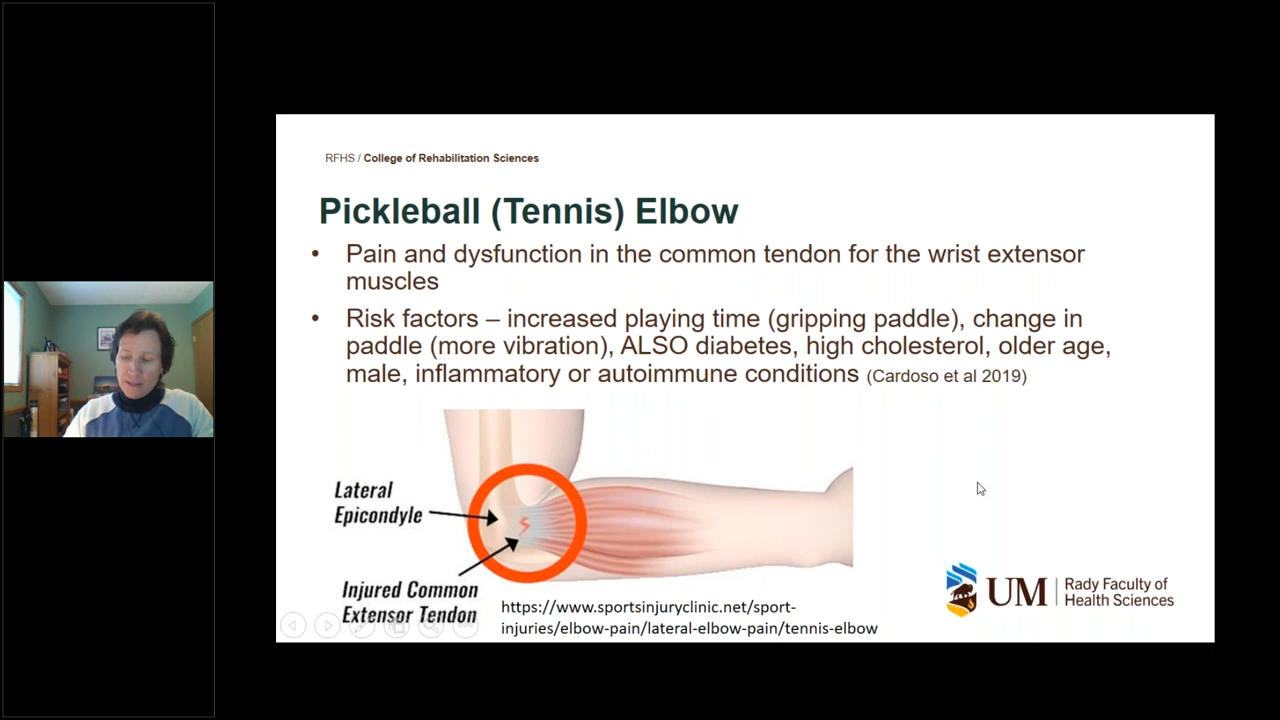 RFHS / College of Rehabilitation Sciences
Pickleball (Tennis) Elbow
• Pain and dysfunction in the common tendon for the wrist extensor
muscles
• Risk factors – increased playing time (gripping paddle), change in
paddle (more vibration), ALSO diabetes, high cholesterol, older age,
male, inflammatory or autoimmune conditions (Cardoso et al 2019)
Lateral
Epicondyle
Injured Common
Extensor Tendon
https://www.sportsinjuryclinic.net/sport-
injuries/elbow-pain/lateral-elbow-pain/tennis-elbow
UM
Rady Faculty of
Health Sciences